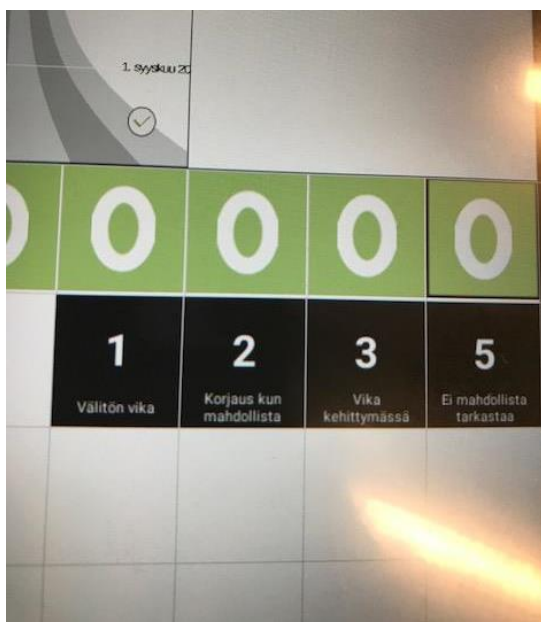 1. syyskuu 20
0 0 0 0 0
1 2 3 5
Välitön vika
Korjaus kun
mahdollista
Vika
kehittymässä
Ei mahdollista
tarkastaa